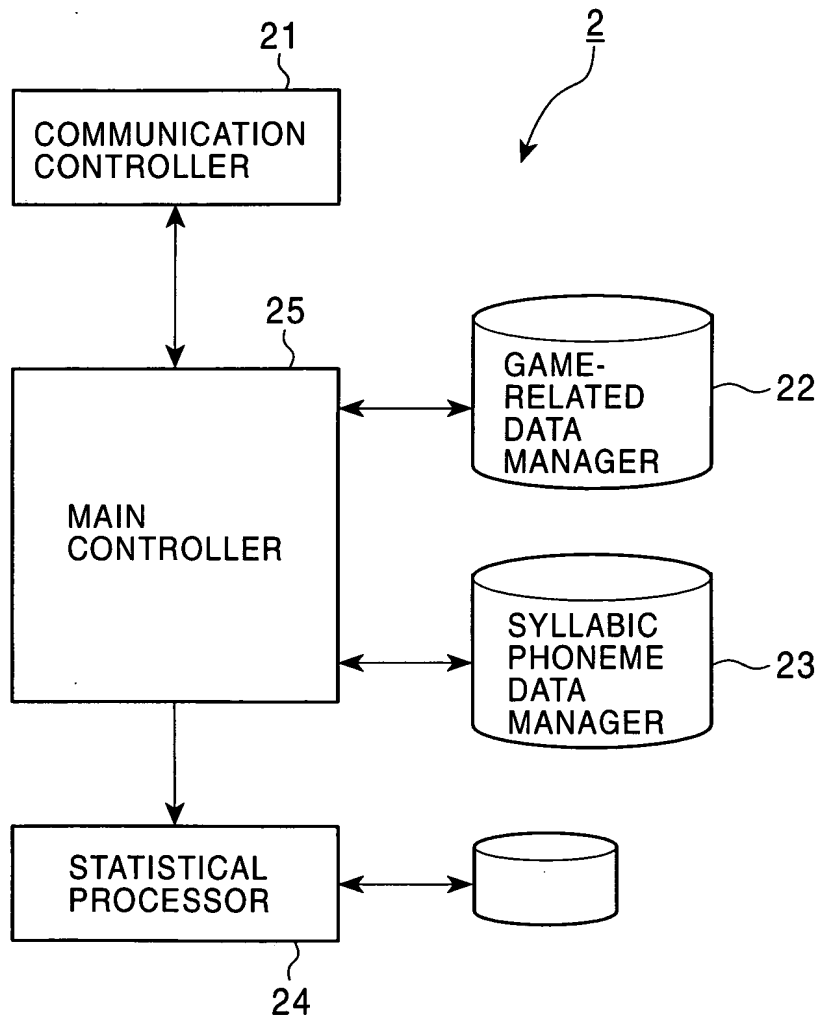 2
21
COMMUNICATION
CONTROLLER
25
MAIN
CONTROLLER
GAME-
RELATED
DATA
MANAGER
22
SYLLABIC
PHONEME
DATA
MANAGER
23
STATISTICAL
PROCESSOR
24